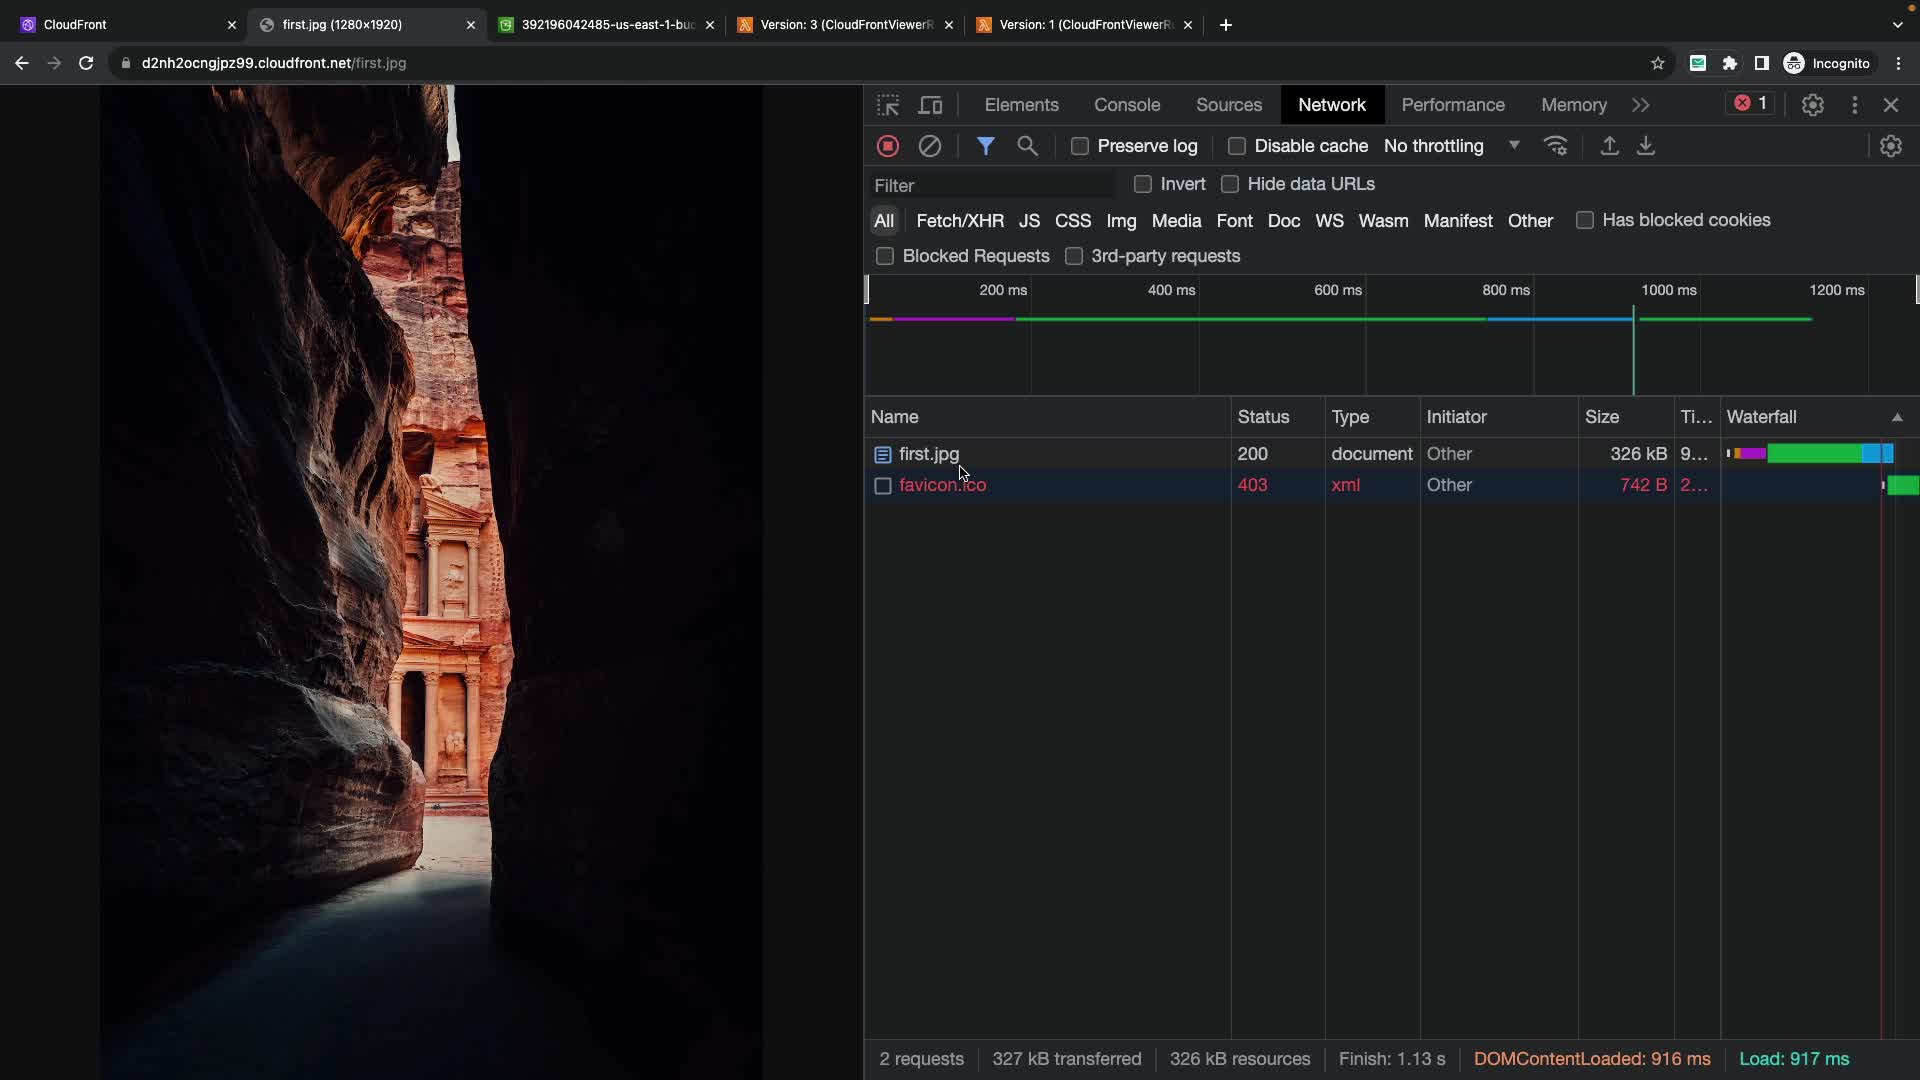 CloudFront
first.jpg (1280×1920)
392196042485-us-east-1-buc
Version: 3 (CloudFrontViewerR
Version: 1 (CloudFrontViewerR
d2nh2ocngjpz99.cloudfront.net/first.jpg
Incognito
Elements Console Sources Network Performance Memory 1
Preserve log Disable cache No throttling
Filter Invert Hide data URLs
All Fetch/XHR JS CSS Img Media Font Doc WS Wasm Manifest Other Has blocked cookies
Blocked Requests 3rd-party requests
200 ms 400 ms 600 ms 800 ms 1000 ms 1200 ms
Name Status Type Initiator Size Ti... Waterfall
first.jpg 200 document Other 326 kB 9...
favicon.ico 403 xml Other 742 B 2...
2 requests 327 kB transferred 326 kB resources Finish: 1.13 s DOMContentLoaded: 916 ms Load: 917 ms